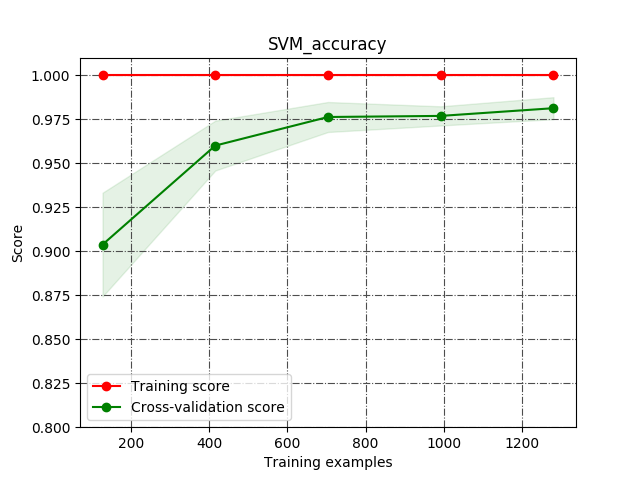 SVM_accuracy
1.000
0.975
0.950
0.925
0.900
0.875
0.850
0.825
0.800
Score
Training score
Cross-validation score
200 400 600 800 1000 1200
Training examples